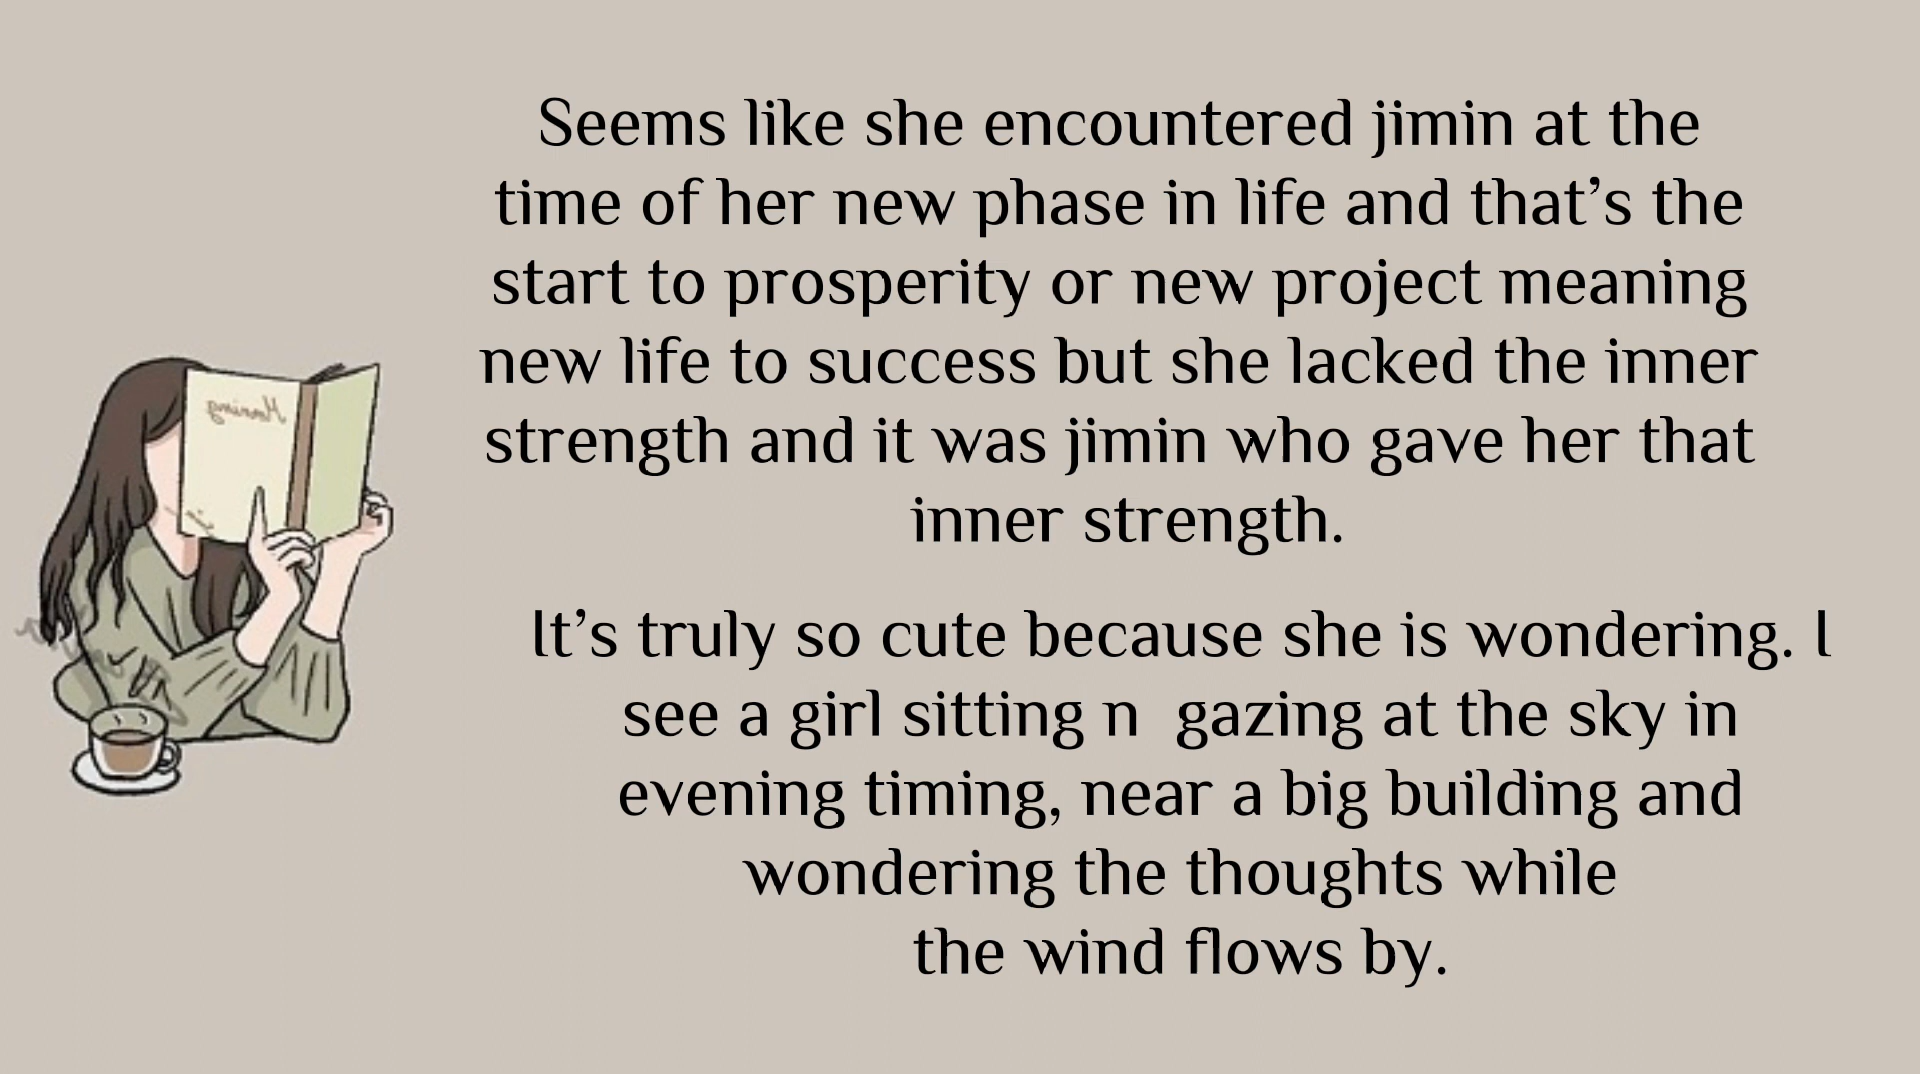 Seems like she encountered jimin at the
time of her new phase in life and that’s the
start to prosperity or new project meaning
new life to success but she lacked the inner
strength and it was jimin who gave her that
inner strength.
It’s truly so cute because she is wondering. I
see a girl sitting n  gazing at the sky in
evening timing, near a big building and
wondering the thoughts while
the wind flows by.